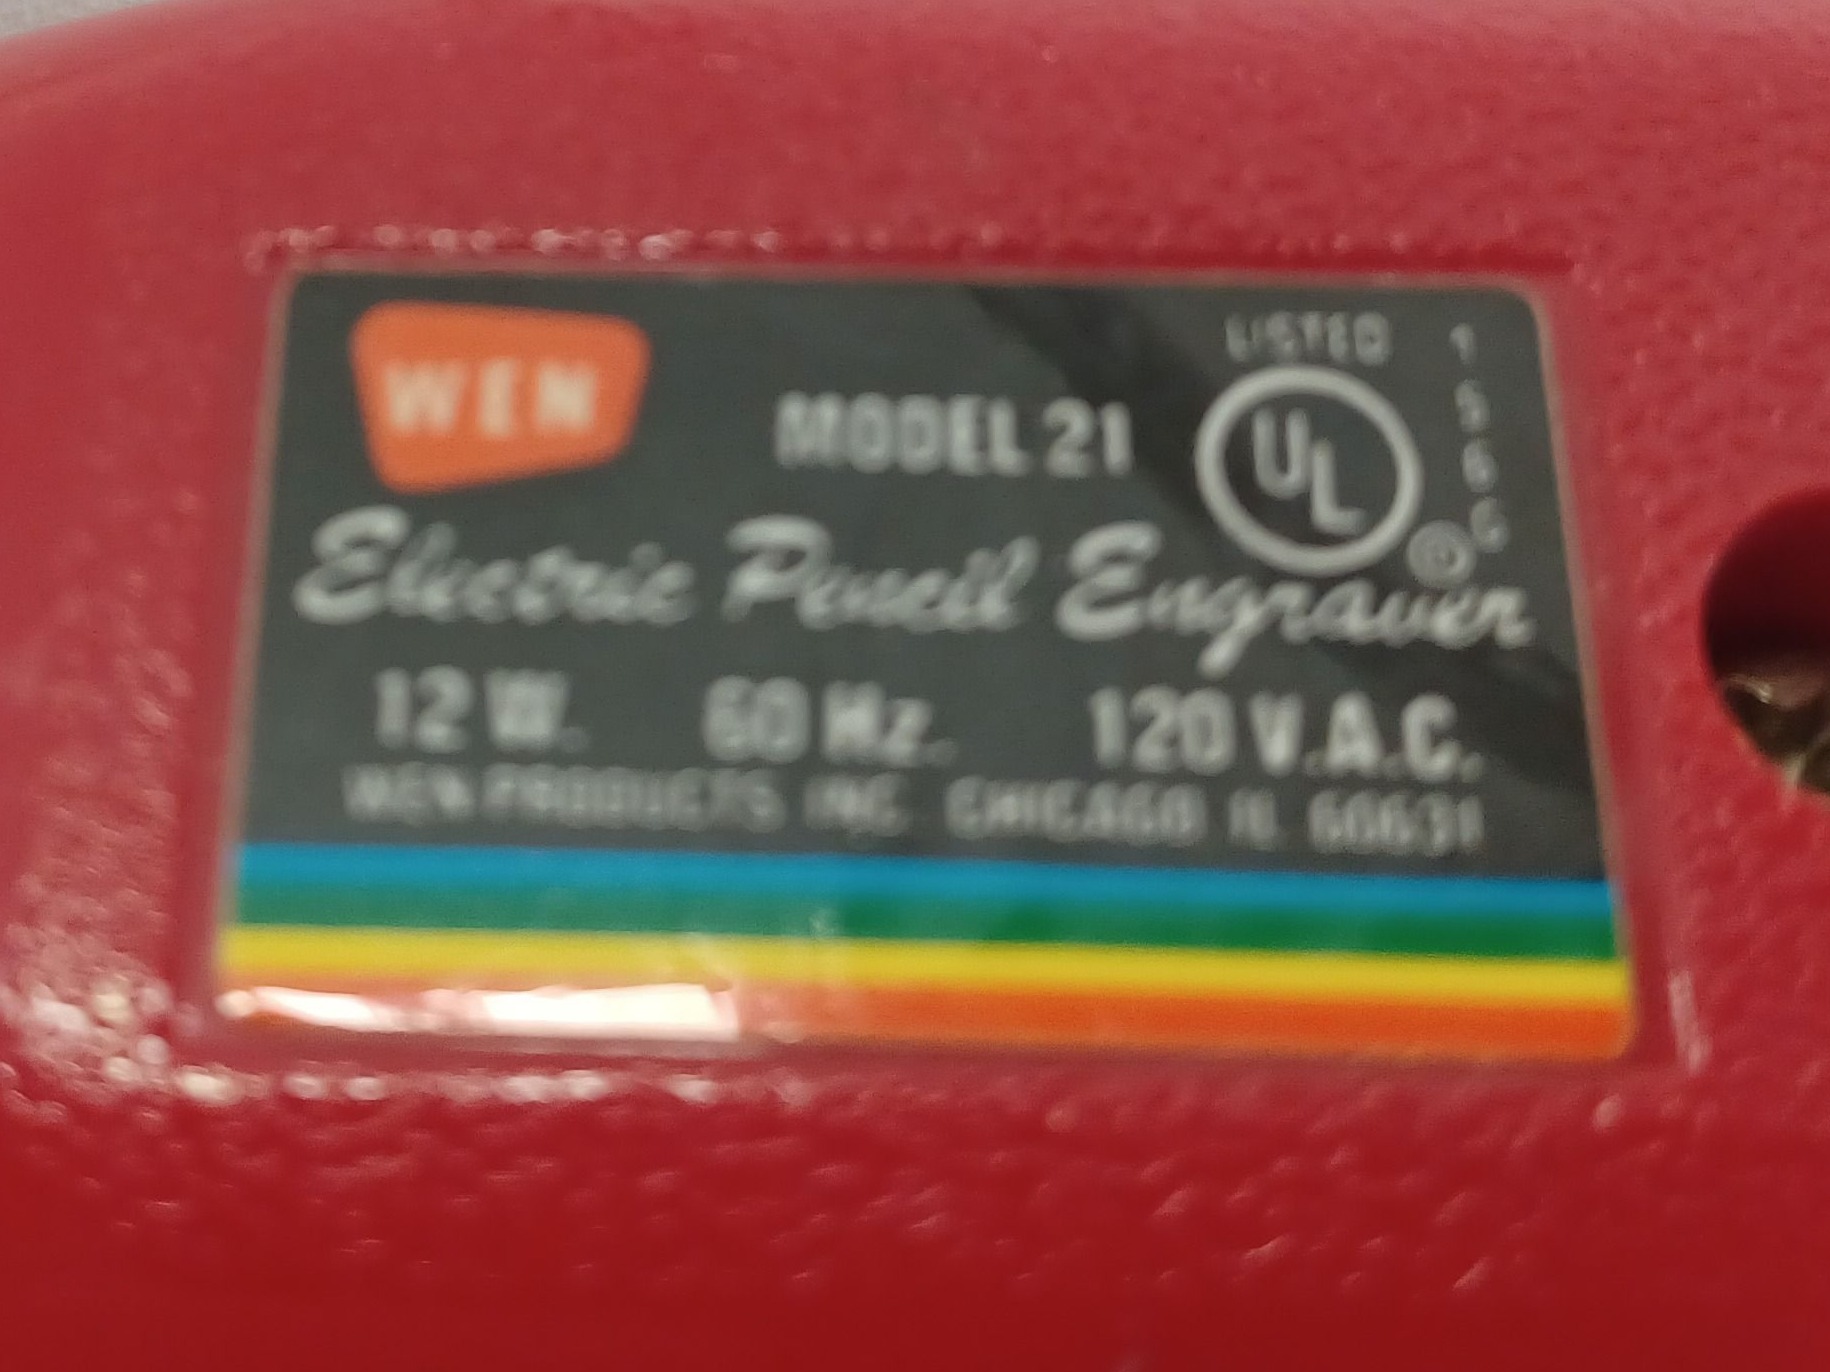 WEN
MODEL 21
LISTED
UL
®
Electric Pencil Engraver
12 W. 60 Hz. 120 V.A.C.
WEN PRODUCTS INC. CHICAGO IL 60631